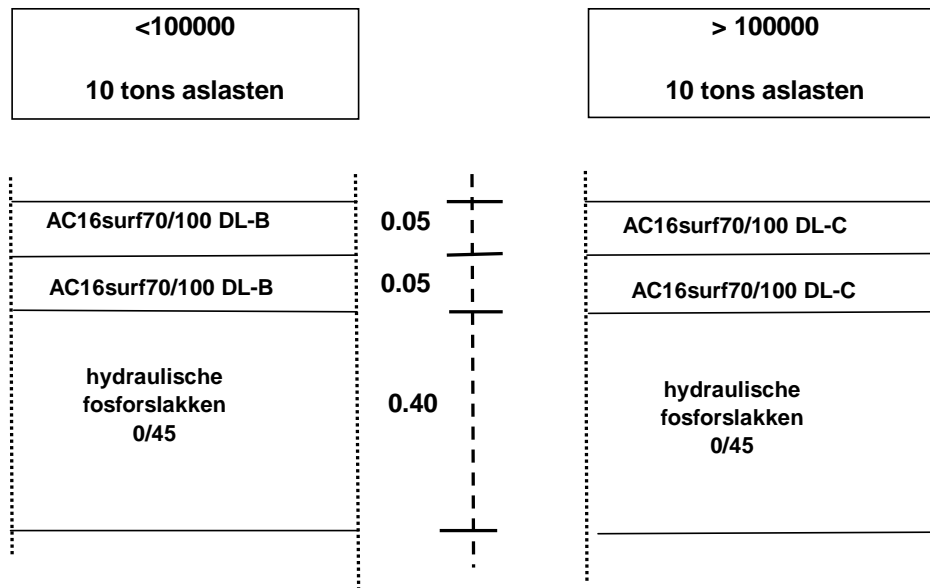 <100000
10 tons aslasten
> 100000
10 tons aslasten
AC16surf70/100 DL-B
0.05
AC16surf70/100 DL-C
AC16surf70/100 DL-B
0.05
AC16surf70/100 DL-C
hydraulische
fosforslakken
0/45
0.40
hydraulische
fosforslakken
0/45